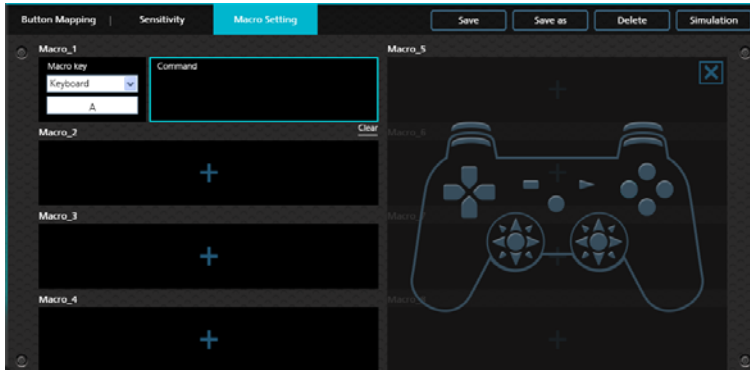 Button Mapping | Sensitivity Macro Setting Save Save as Delete Simulation
Macro_1
Macro key
Keyboard
A
Command
Clear
Macro_2
Macro_3
Macro_4
Macro_5
Macro_6
Macro_7
Macro_8